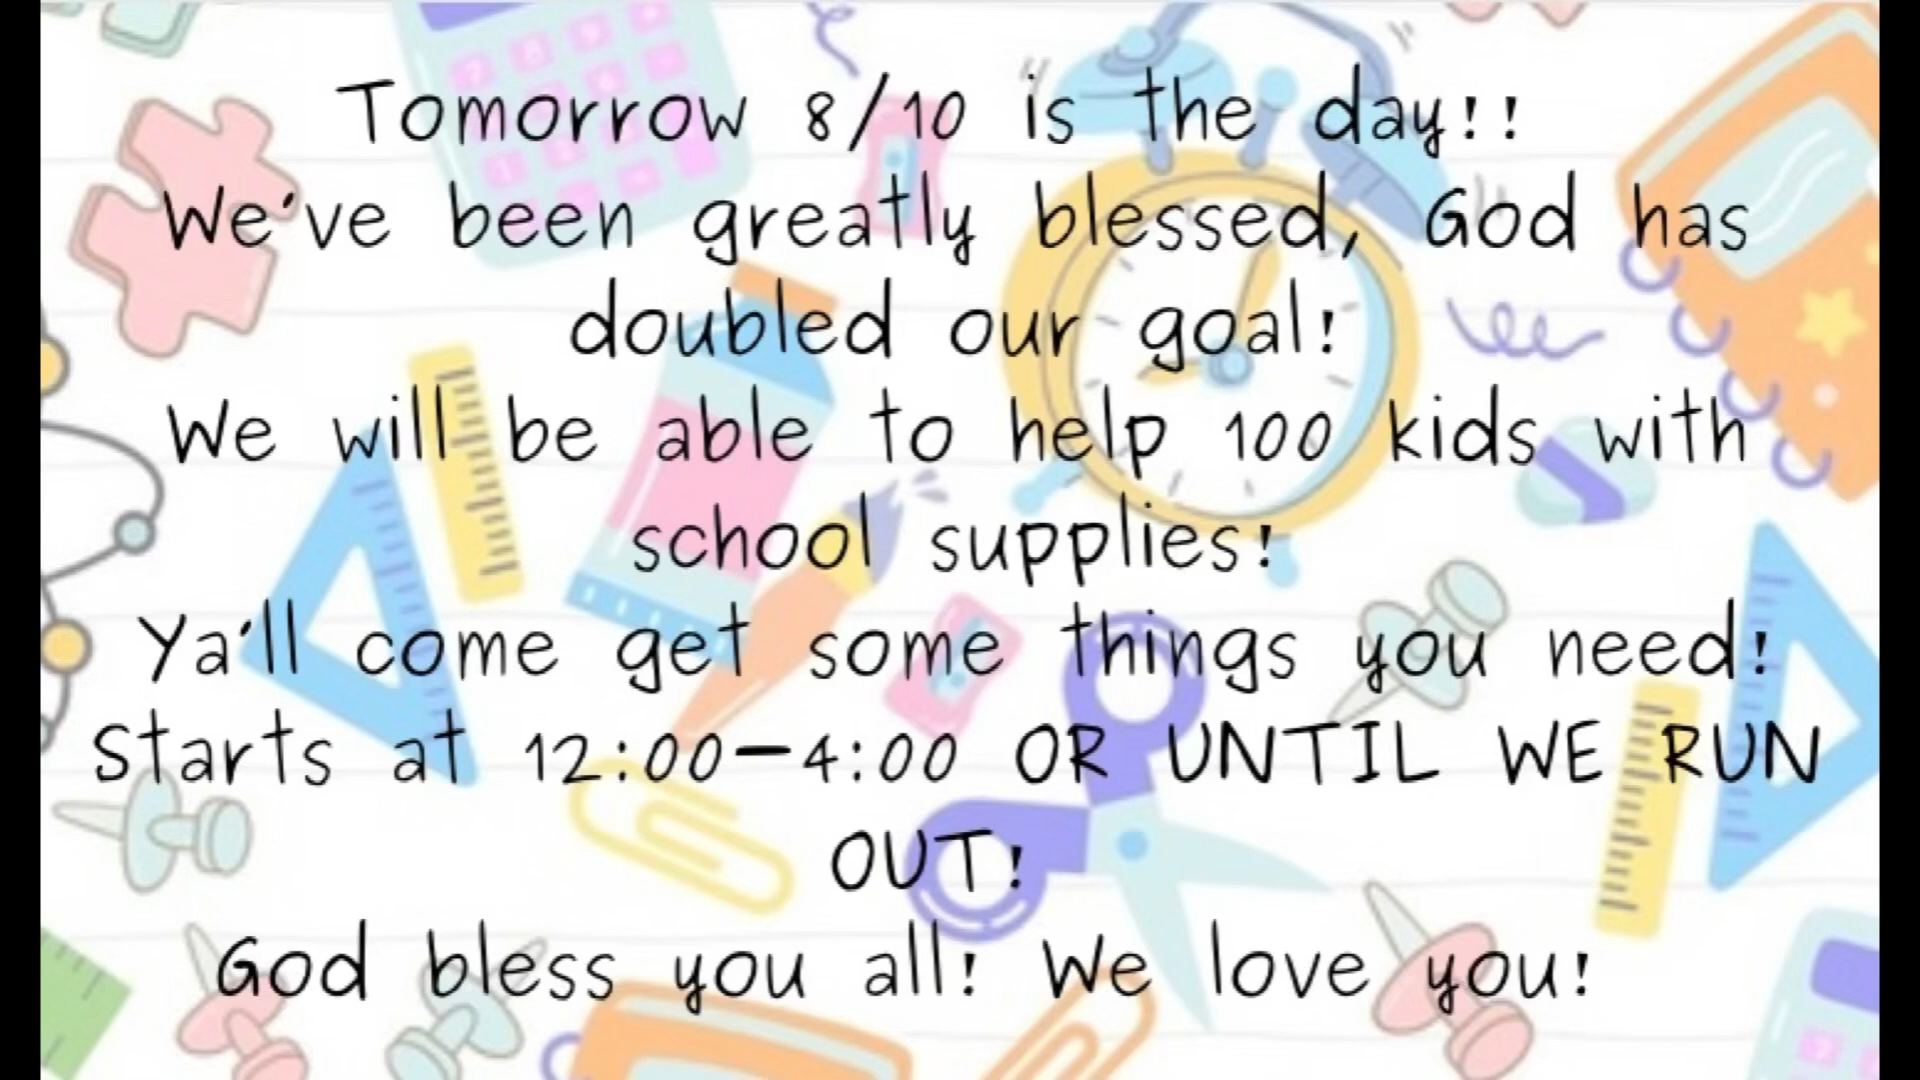 Tomorrow 8/10 is the day!!
We've been greatly blessed, God has
doubled our goal!
We will be able to help 100 kids with
school supplies!
Ya'll come get some things you need!
Starts at 12:00-4:00 OR UNTIL WE RUN
OUT!
God bless you all! We love you!